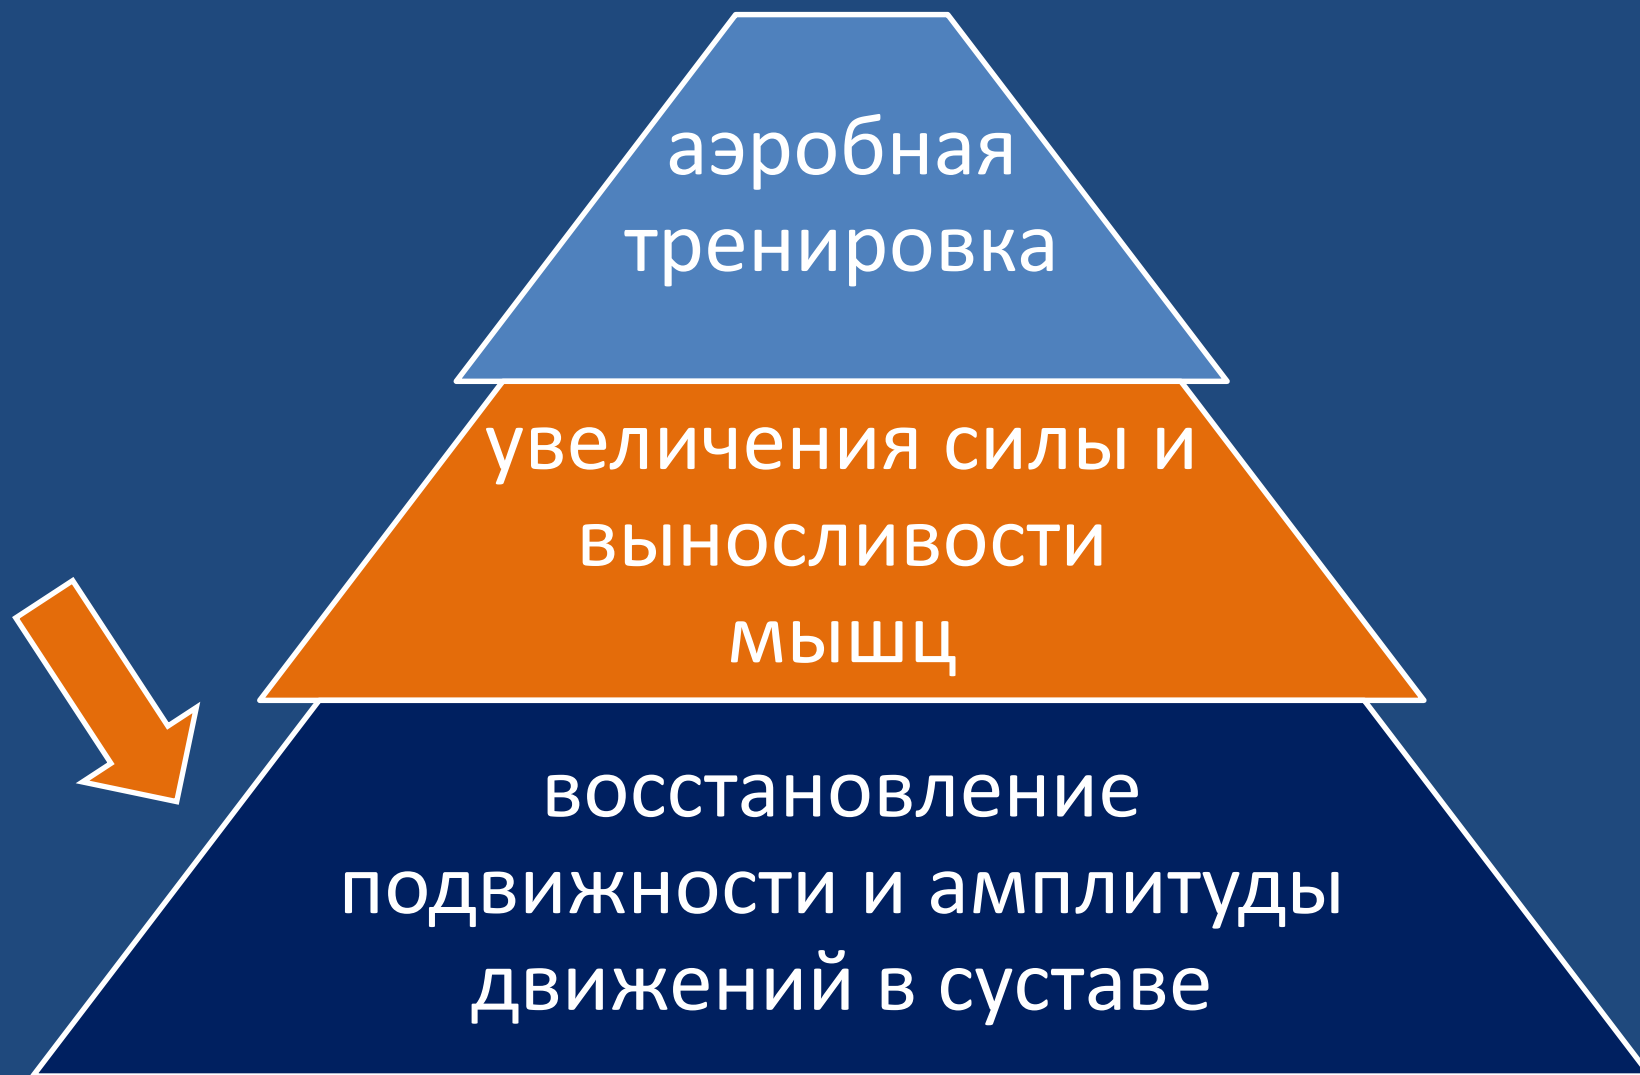 аэробная
тренировка
увеличения силы и
выносливости
мышц
восстановление
подвижности и амплитуды
движений в суставе